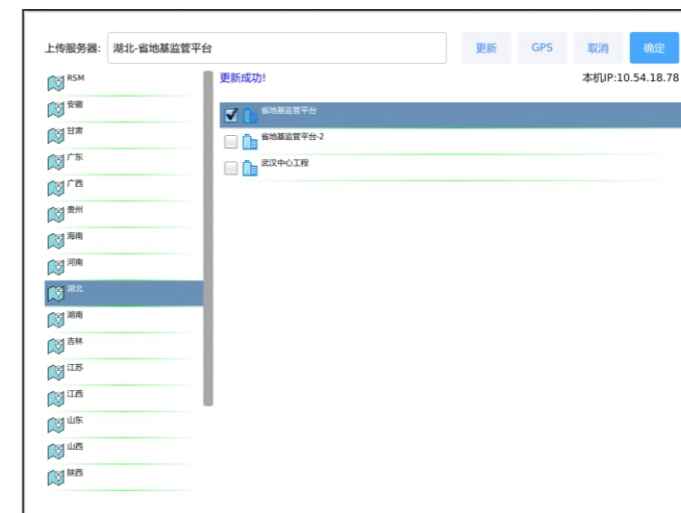 上传服务器: 湖北-省地基监管平台 更新 GPS 取消 确定
更新成功! 本机IP:10.54.18.78
RSM
安徽
甘肃
广东
广西
贵州
海南
河南
湖北
湖南
吉林
江苏
江西
山东
山西
陕西
省地基监管平台
省地基监管平台-2
武汉中心工程